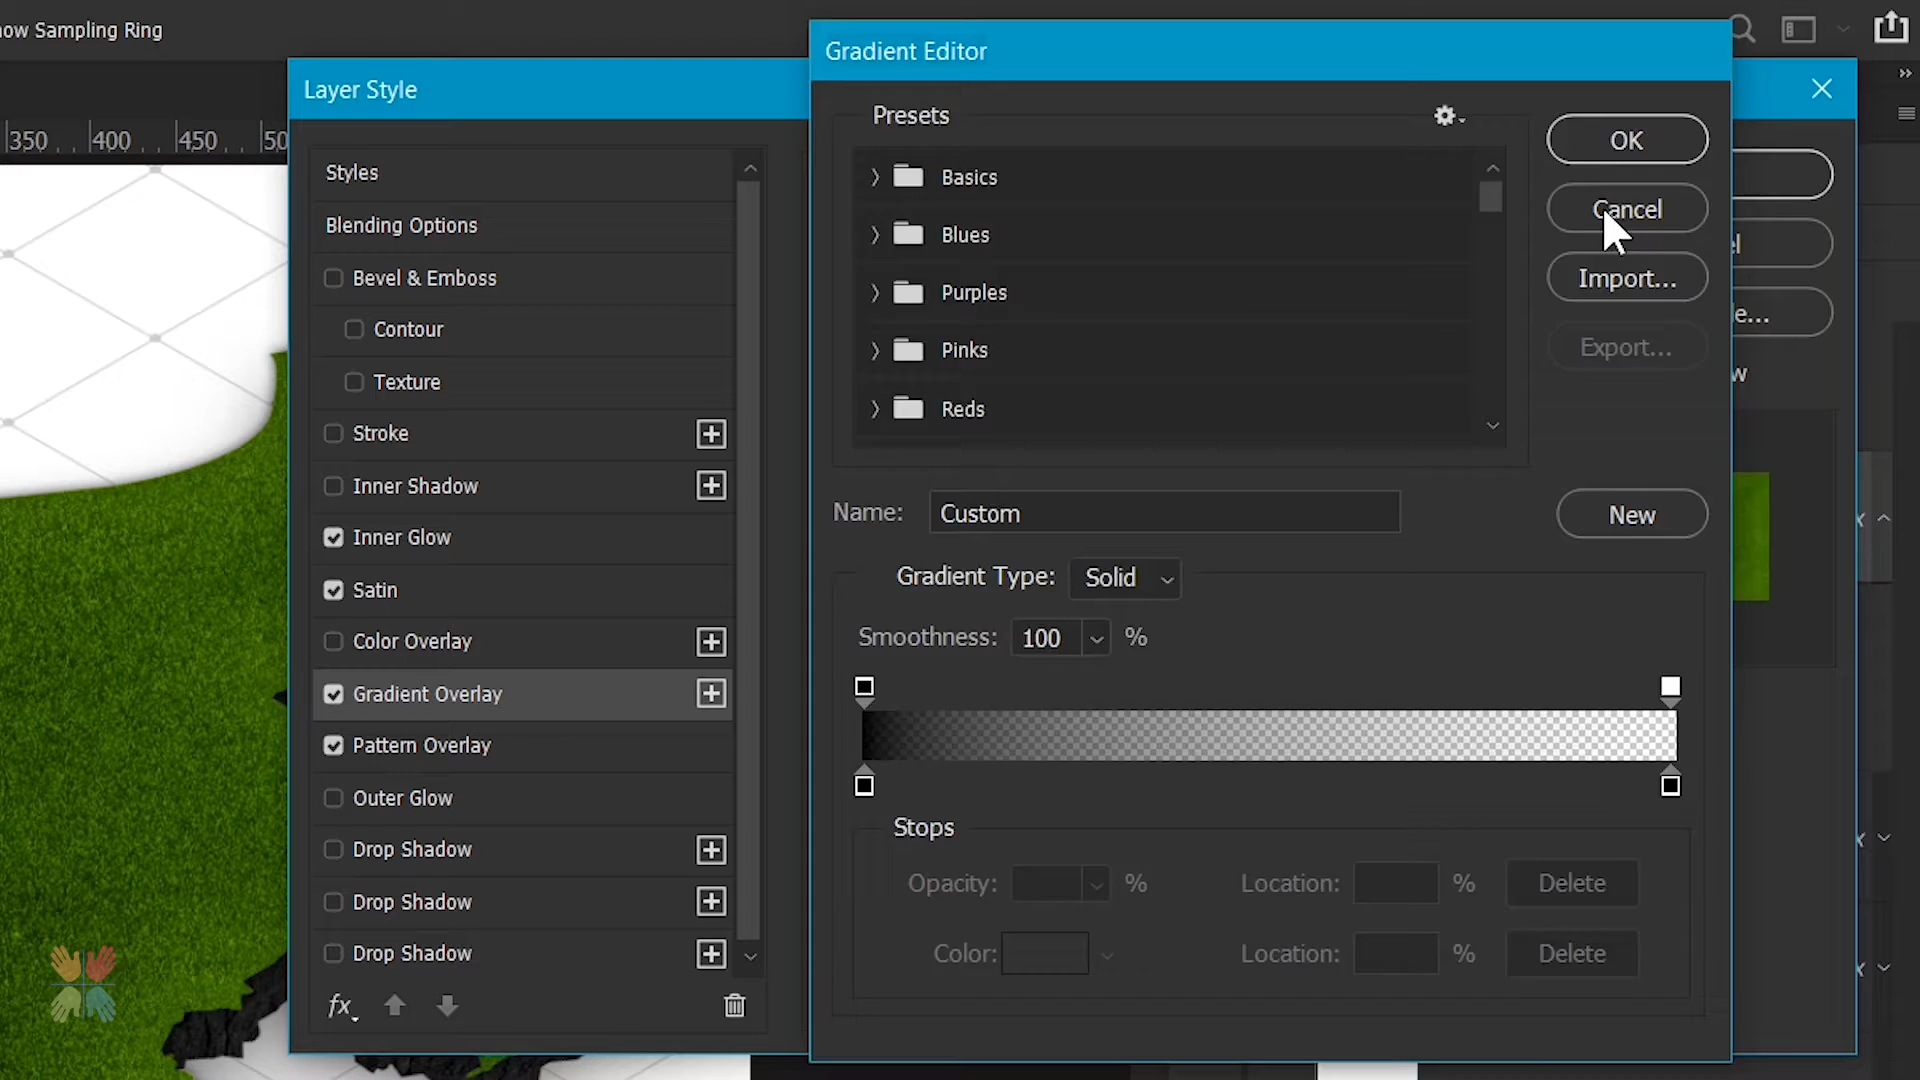 now Sampling Ring
Gradient Editor
Layer Style
Presets
OK
350 400 450 50
Styles
Basics
Cancel
Blending Options
Blues
el
Bevel & Emboss
Import...
Purples
e...
Contour
Pinks
Export...
w
Texture
Reds
Stroke
Inner Shadow
Name: Custom
New
Inner Glow
Gradient Type: Solid
Satin
Smoothness: 100 %
Color Overlay
Gradient Overlay
Pattern Overlay
Outer Glow
Stops
Drop Shadow
Opacity: % Location: % Delete
Drop Shadow
Color: Location: % Delete
Drop Shadow
fx